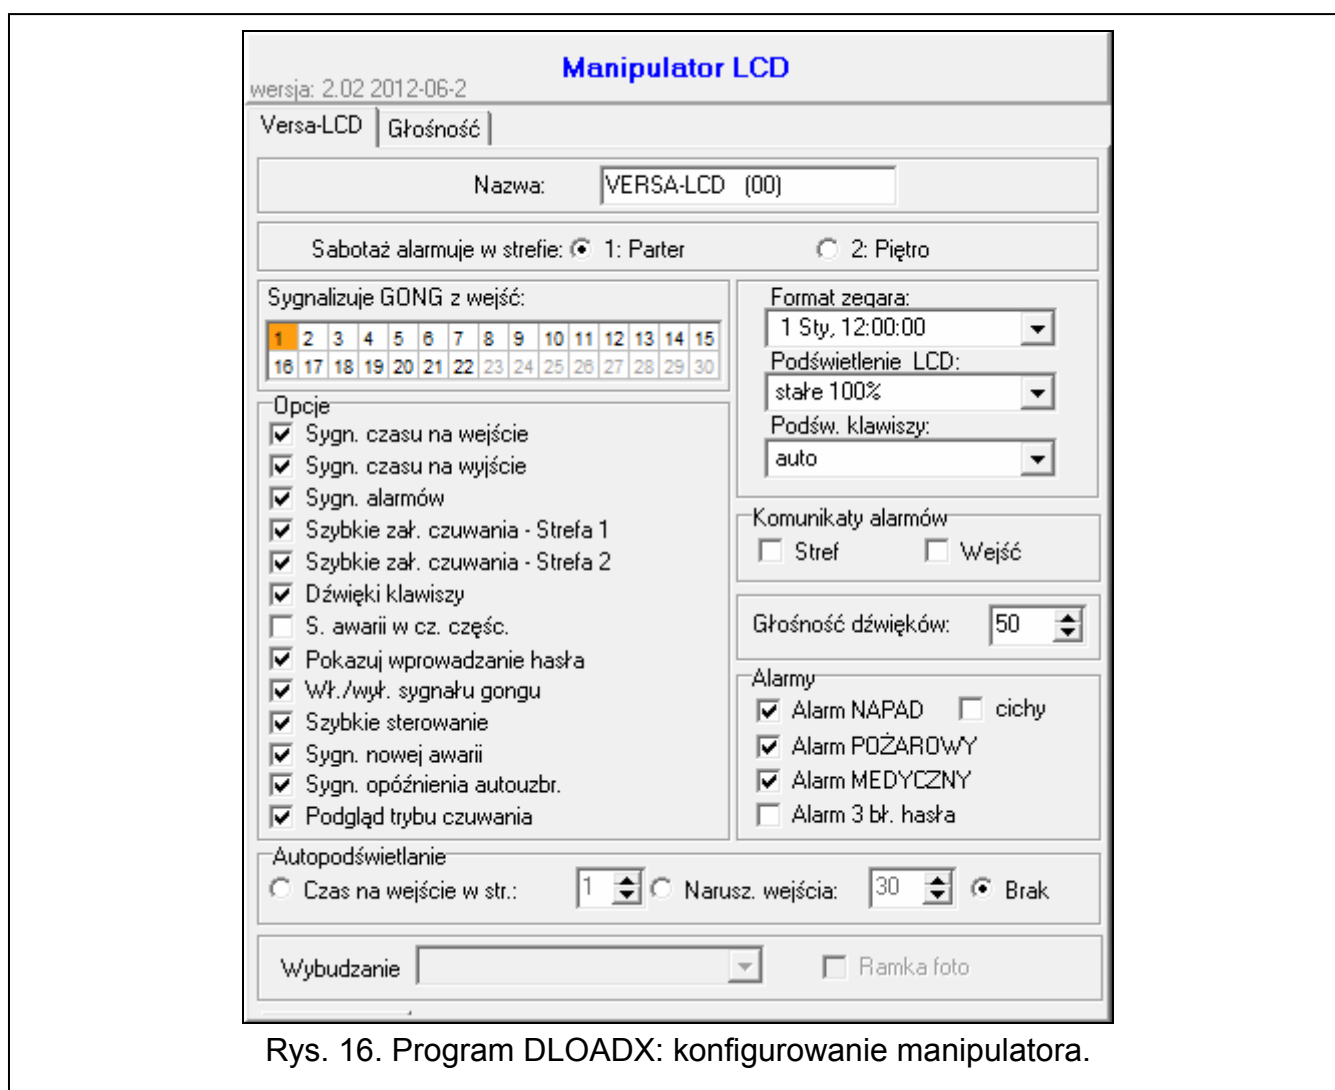 Manipulator LCD
wersja: 2.02 2012-06-2
Versa-LCD Głośność
Nazwa: VERSA-LCD (00)
Sabotaż alarmuje w strefie: 1: Parter 2: Piętro
Sygnalizuje GONG z wejść:
1 2 3 4 5 6 7 8 9 10 11 12 13 14 15
16 17 18 19 20 21 22 23 24 25 26 27 28 29 30
Opcje
Sygn. czasu na wejście
Sygn. czasu na wyjście
Sygn. alarmów
Szybkie zał. czuwania - Strefa 1
Szybkie zał. czuwania - Strefa 2
Dźwięki klawiszy
S. awarii w cz. częśc.
Pokazuj wprowadzanie hasła
Wł./wył. sygnału gongu
Szybkie sterowanie
Sygn. nowej awarii
Sygn. opóźnienia autouzbr.
Podgląd trybu czuwania
Format zegara:
1 Sty, 12:00:00
Podświetlenie LCD:
stałe 100%
Podśw. klawiszy:
auto
Komunikaty alarmów
Stref Wejść
Głośność dźwięków: 50
Alarmy
Alarm NAPAD cichy
Alarm POŻAROWY
Alarm MEDYCZNY
Alarm 3 bł. hasła
Autopodświetlanie
Czas na wejście w str.: 1 Narusz. wejścia: 30 Brak
Wybudzanie Ramka foto
Rys. 16. Program DLOADX: konfigurowanie manipulatora.